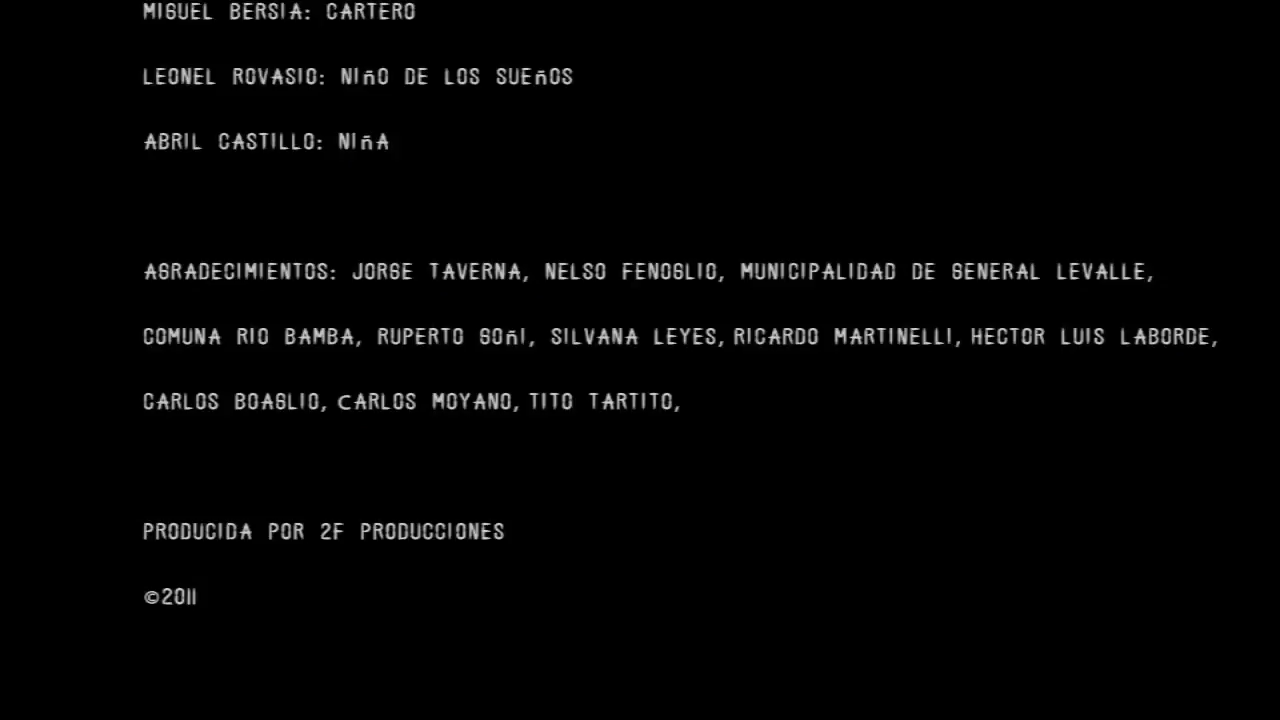 MIGUEL BERSIA: CARTERO
LEONEL ROVASIO: NIñO DE LOS SUEñOS
ABRIL CASTILLO: NIñA
AGRADECIMIENTOS: JORGE TAVERNA, NELSO FENOGLIO, MUNICIPALIDAD DE GENERAL LEVALLE,
COMUNA RIO BAMBA, RUPERTO GOñI, SILVANA LEYES, RICARDO MARTINELLI, HECTOR LUIS LABORDE,
CARLOS BOAGLIO, CARLOS MOYANO, TITO TARTITO,
PRODUCIDA POR 2F PRODUCCIONES
©2011